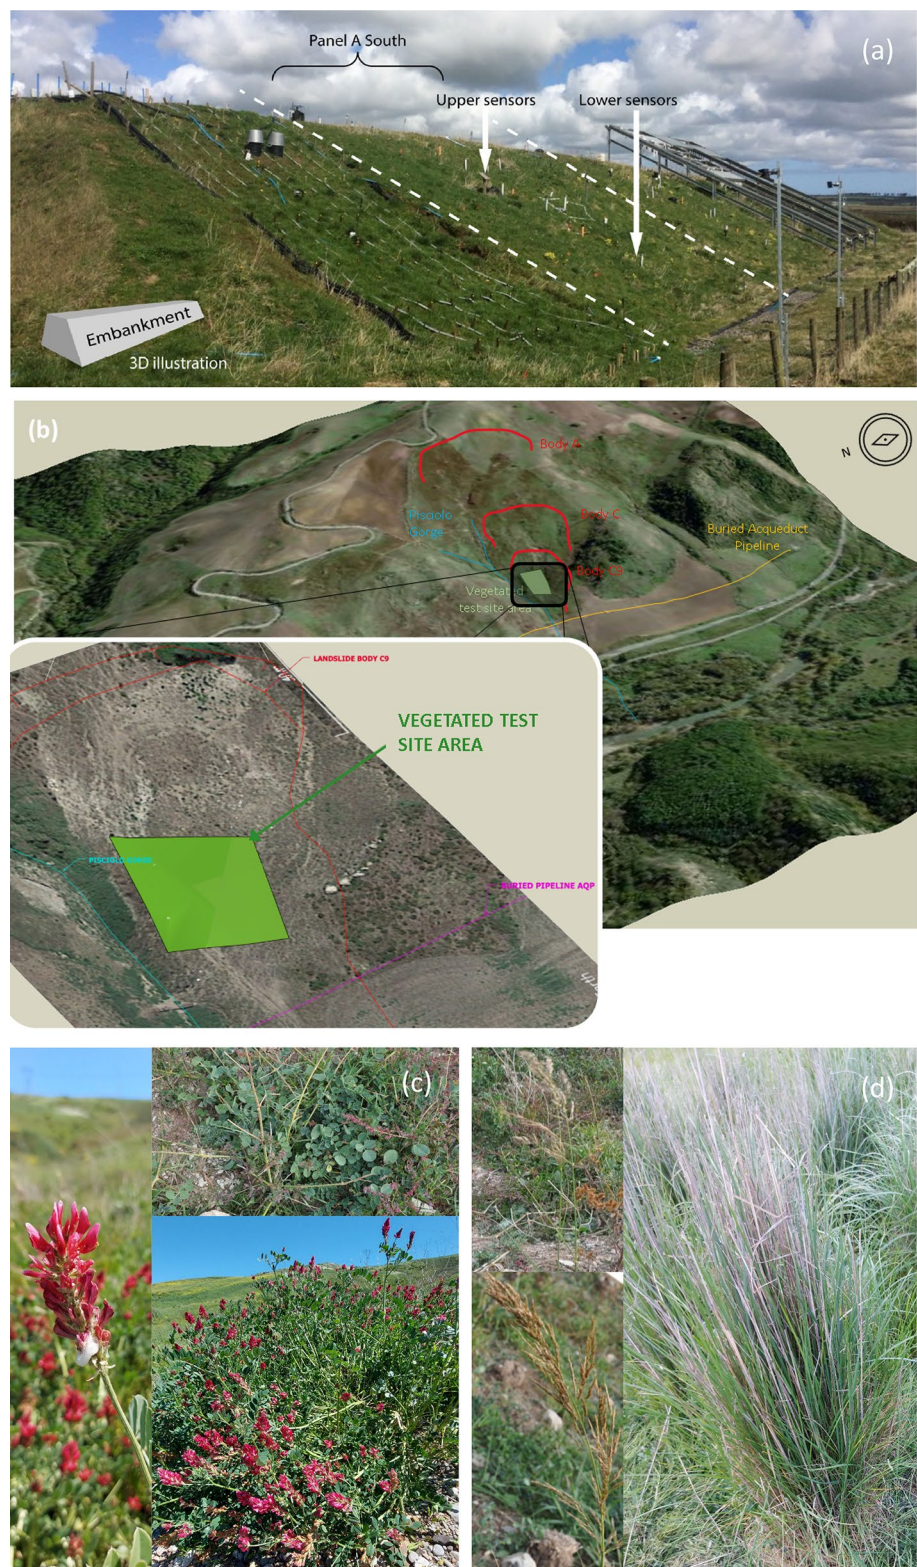 Panel A South
(a)
Upper sensors
Lower sensors
Embankment
3D illustration
(b)
N
Body A
Pisciolo
Gorge
Body C
Buried Acqueduct
Pipeline
Body C9
Vegetated
test site area
LANDSLIDE BODY C9
VEGETATED TEST
SITE AREA
PISCIOLO GORGE
BURIED PIPELINE AQP
(c)
(d)